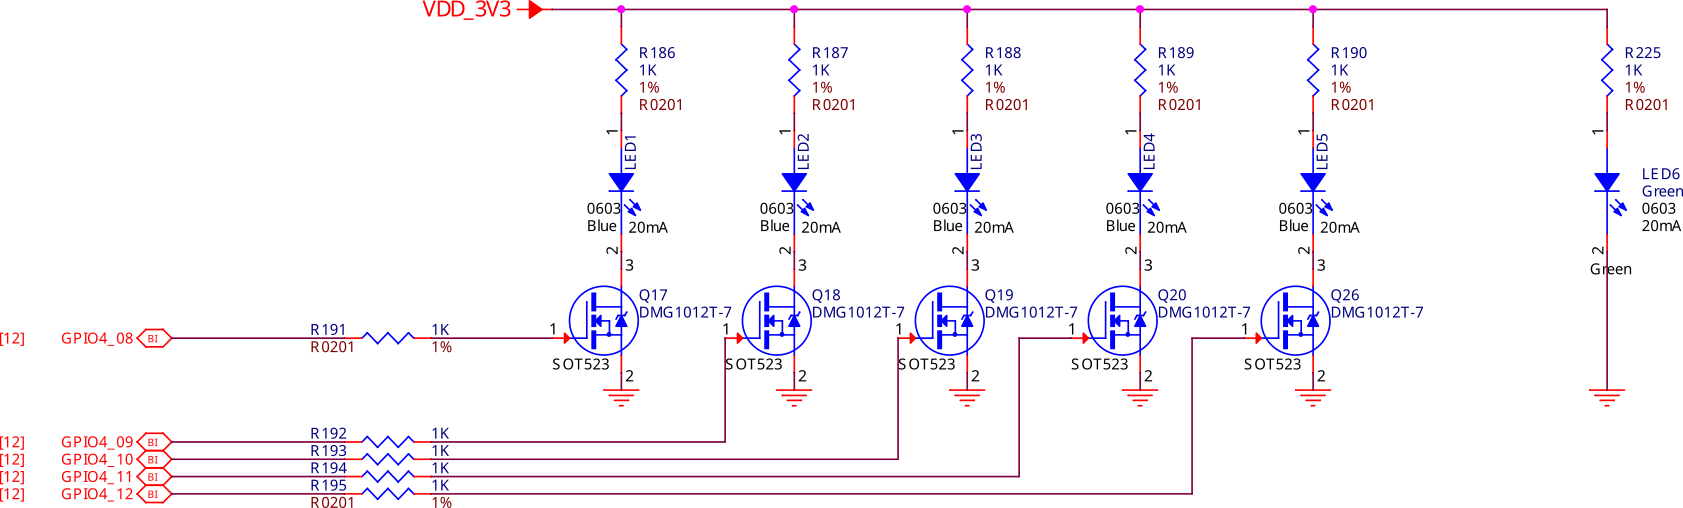 VDD_3V3
R186
1K
1%
R0201
R187
1K
1%
R0201
R188
1K
1%
R0201
R189
1K
1%
R0201
R190
1K
1%
R0201
R225
1K
1%
R0201
1
LED1
0603
Blue 20mA
2
3
1
LED2
0603
Blue 20mA
2
3
1
LED3
0603
Blue 20mA
2
3
1
LED4
0603
Blue 20mA
2
3
1
LED5
0603
Blue 20mA
2
3
1
LED6
Green
0603
20mA
2
Green
Q17
DMG1012T-7
1
SOT523
2
Q18
DMG1012T-7
1
SOT523
2
Q19
DMG1012T-7
1
SOT523
2
Q20
DMG1012T-7
1
SOT523
2
Q26
DMG1012T-7
1
SOT523
2
[12] GPIO4_08 BI
R191 1K
R0201 1%
[12] GPIO4_09 BI
R192 1K
[12] GPIO4_10 BI
R193 1K
[12] GPIO4_11 BI
R194 1K
[12] GPIO4_12 BI
R195 1K
R0201 1%